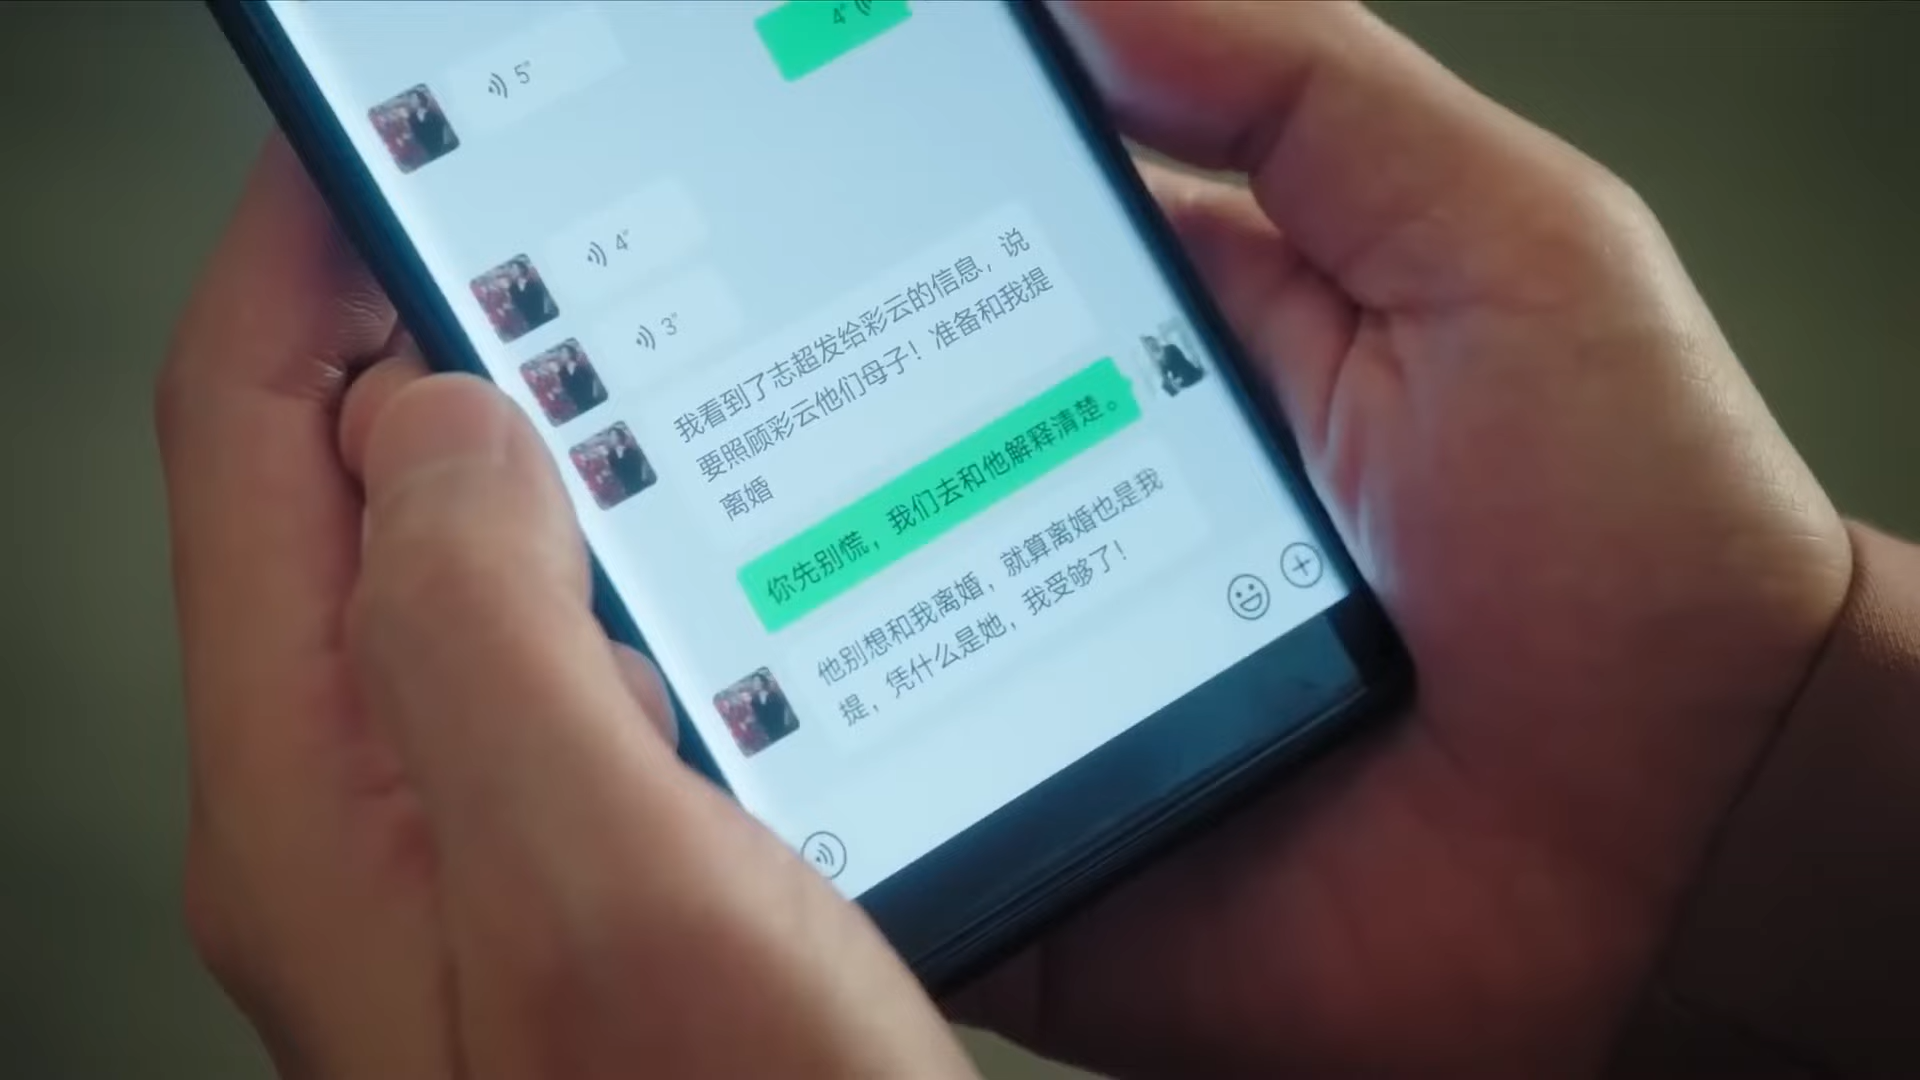 4"
5"
4"
3"
我看到了志超发给彩云的信息，说
要照顾彩云他们母子！准备和我提
离婚
你先别慌，我们去和他解释清楚。
他别想和我离婚，就算离婚也是我
提，凭什么是她，我受够了！